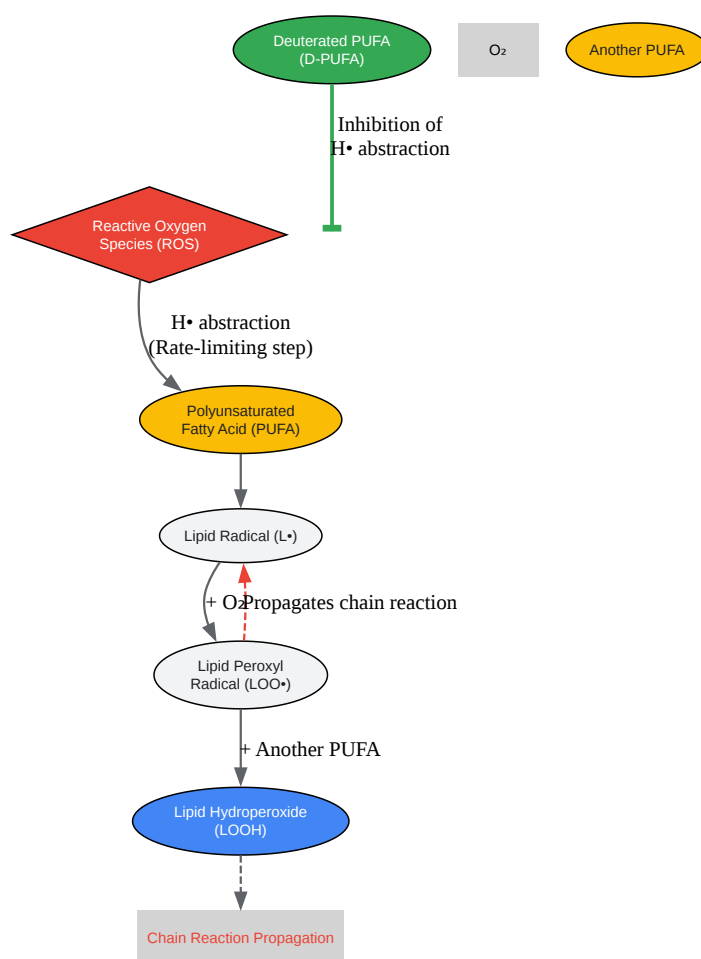 Deuterated PUFA
(D-PUFA)
O₂
Another PUFA
Inhibition of
H• abstraction
Reactive Oxygen
Species (ROS)
H• abstraction
(Rate-limiting step)
Polyunsaturated
Fatty Acid (PUFA)
Lipid Radical (L•)
+ O₂
Propagates chain reaction
Lipid Peroxyl
Radical (LOO•)
+ Another PUFA
Lipid Hydroperoxide
(LOOH)
Chain Reaction Propagation